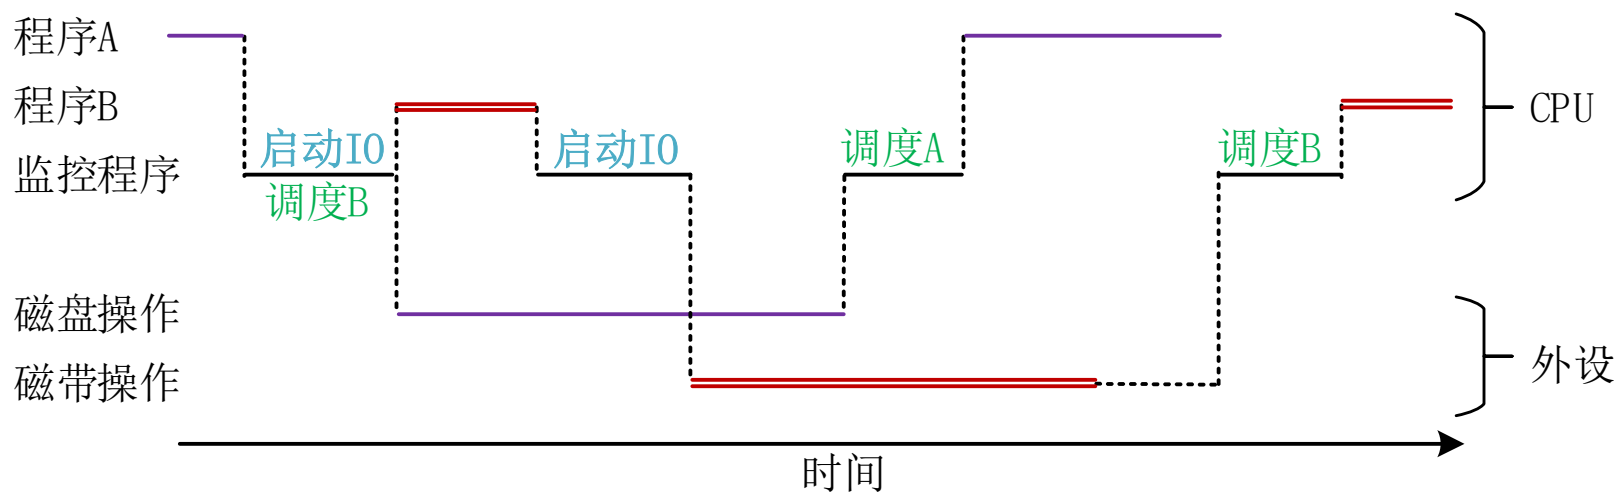 程序A
程序B
CPU
启动IO
启动IO
调度A
调度B
监控程序
调度B
磁盘操作
外设
磁带操作
时间